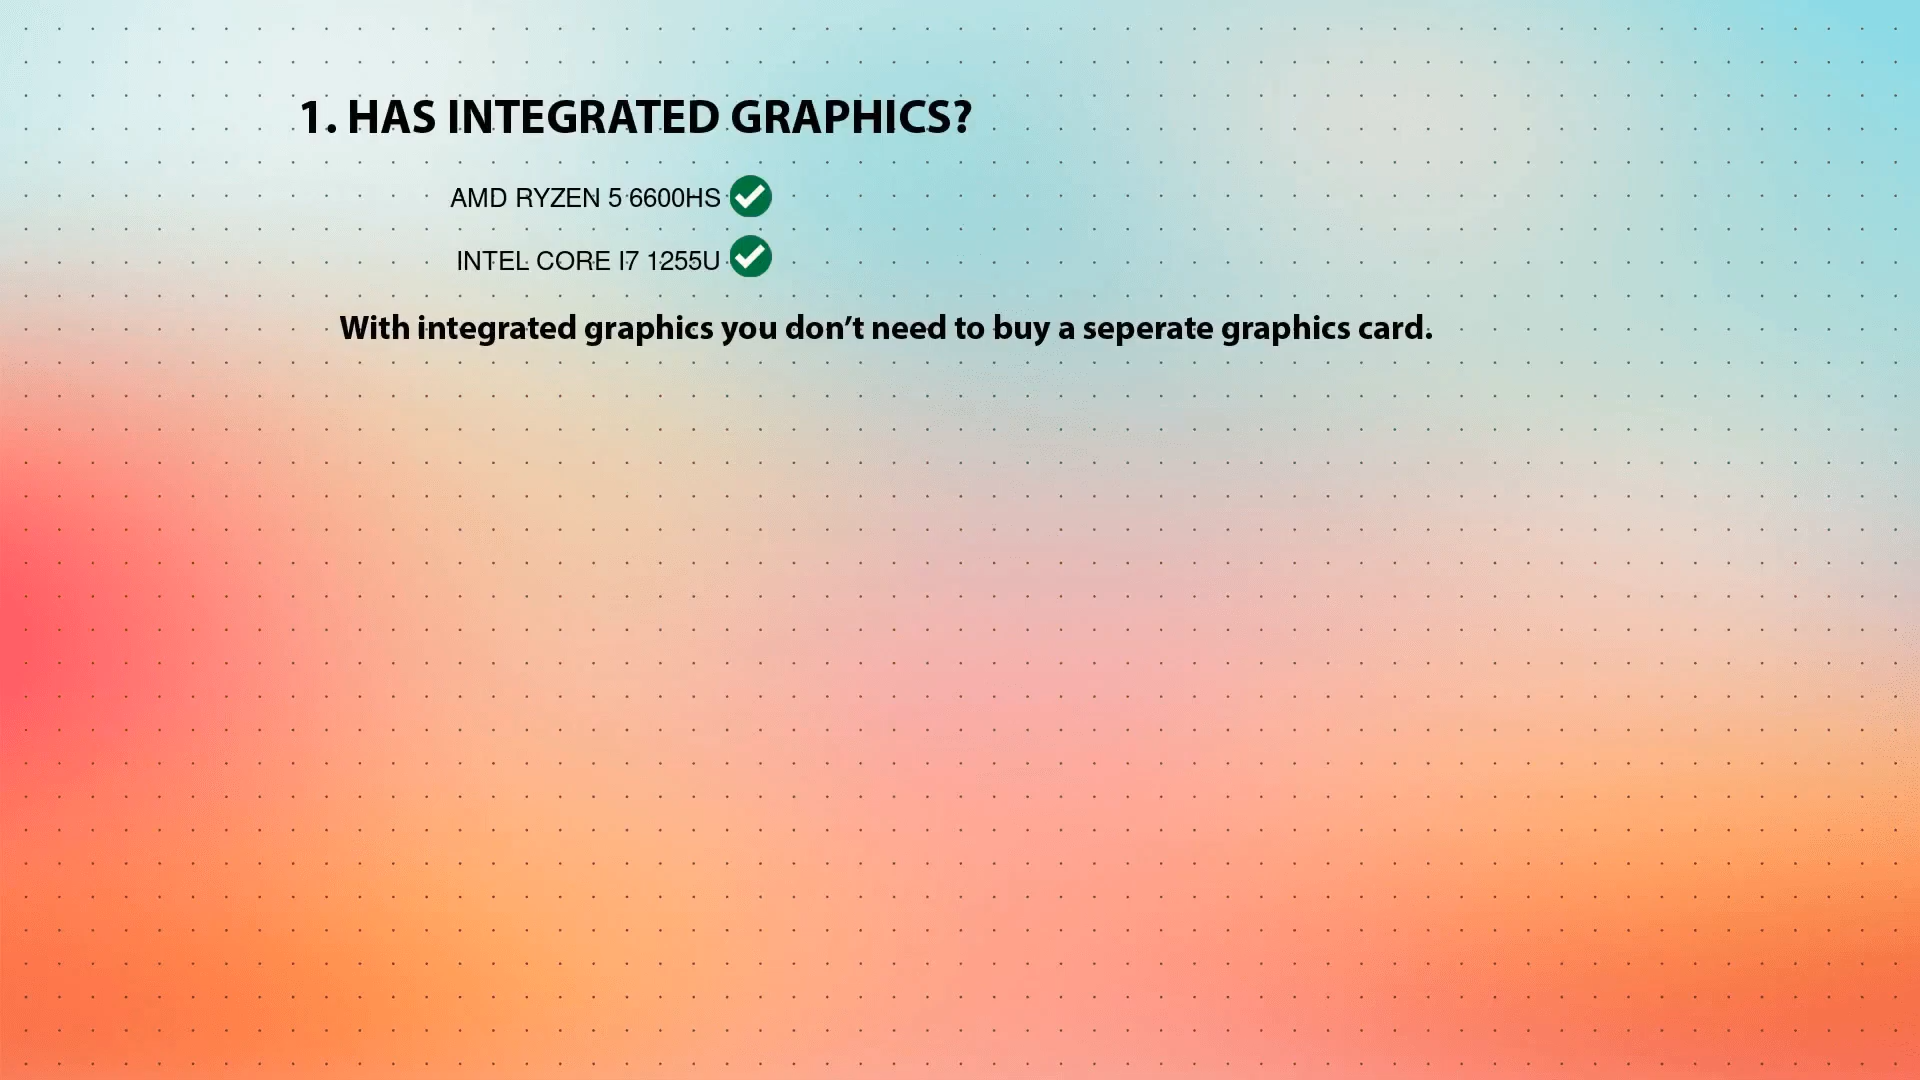 1. HAS INTEGRATED GRAPHICS?
AMD RYZEN 5 6600HS
INTEL CORE I7 1255U
With integrated graphics you don’t need to buy a seperate graphics card.